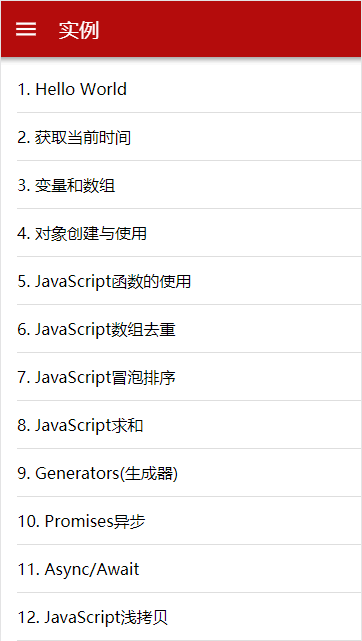 实例
1. Hello World
2. 获取当前时间
3. 变量和数组
4. 对象创建与使用
5. JavaScript函数的使用
6. JavaScript数组去重
7. JavaScript冒泡排序
8. JavaScript求和
9. Generators(生成器)
10. Promises异步
11. Async/Await
12. JavaScript浅拷贝